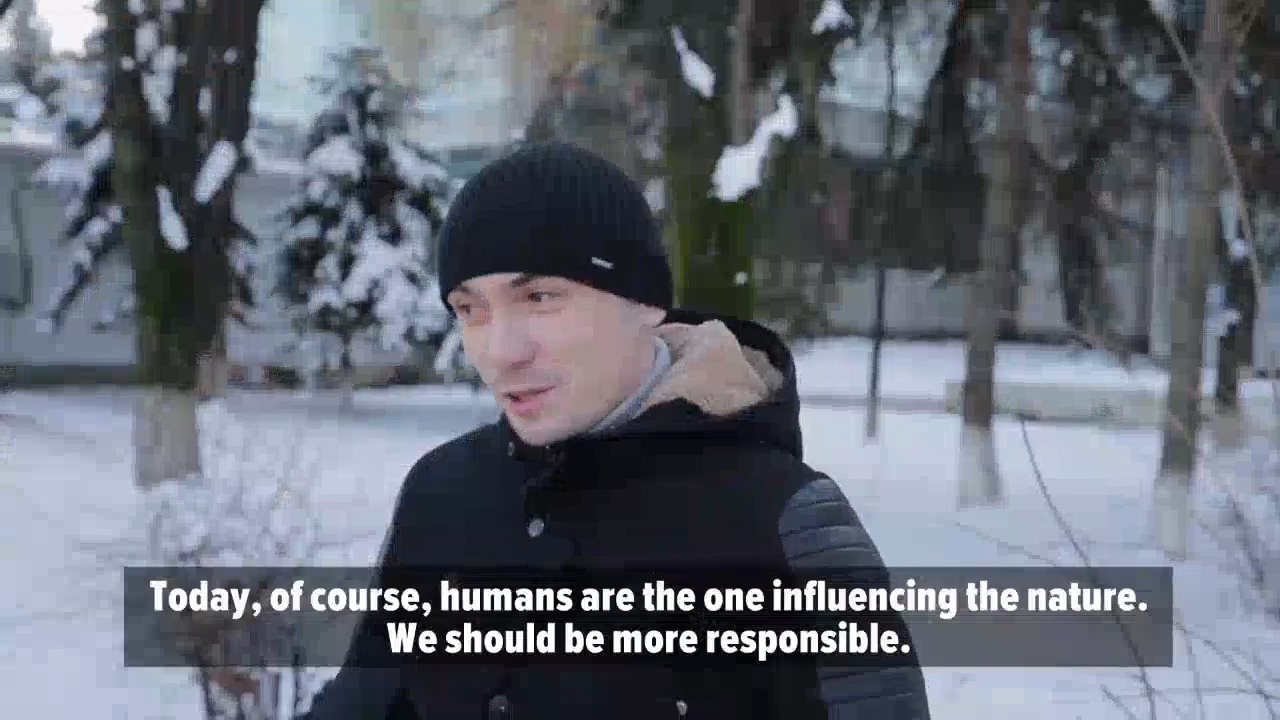 Today, of course, humans are the one influencing the nature.
We should be more responsible.